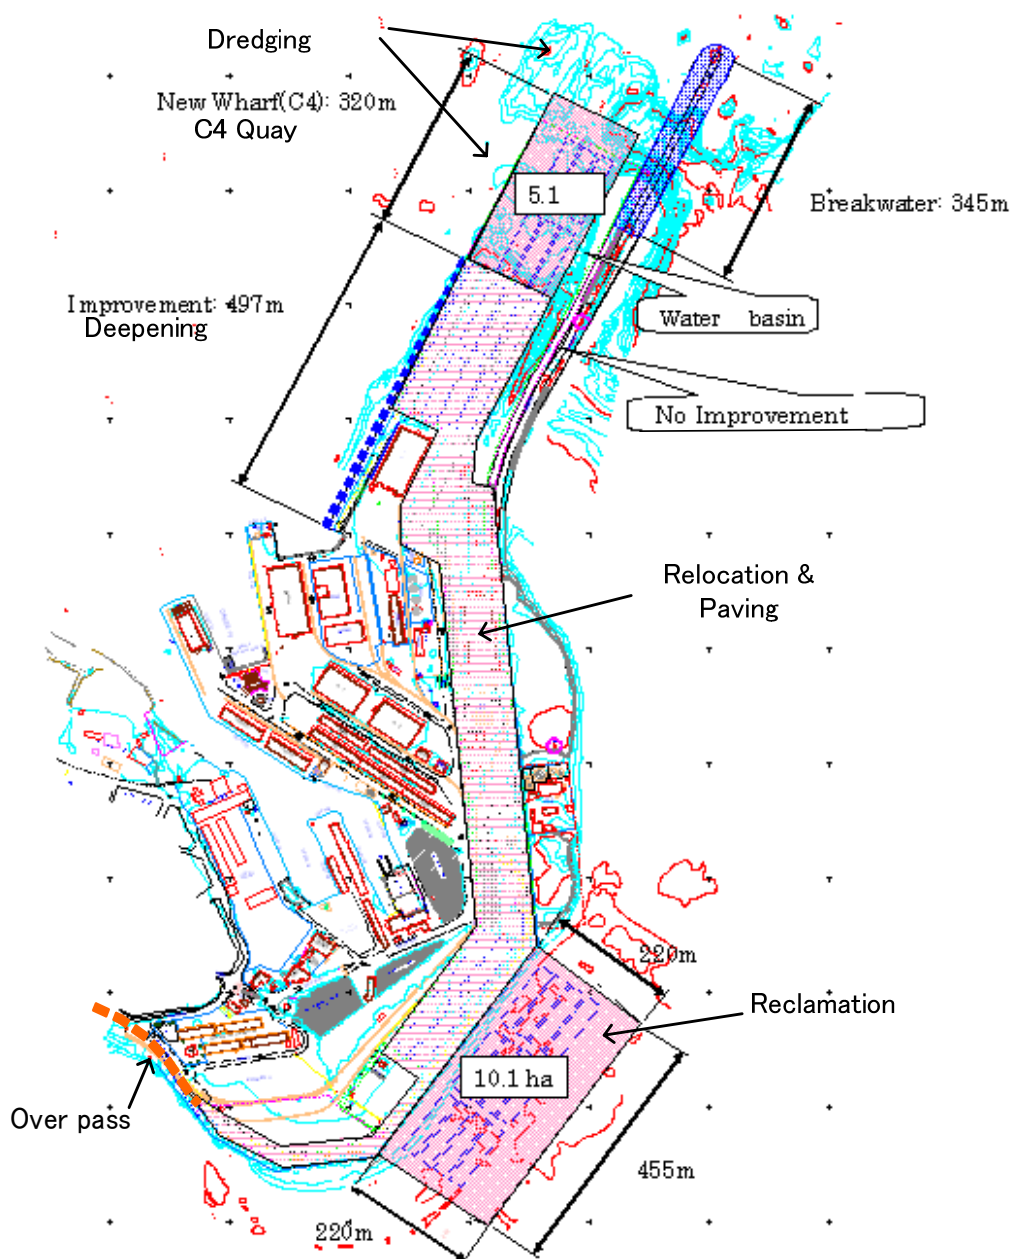 Dredging
New Wharf(C4): 320m
C4 Quay
5.1
Breakwater: 345m
Improvement: 497m
Deepening
Water basin
No Improvement
Relocation &
Paving
220m
Reclamation
10.1 ha
Over pass
455m
220m